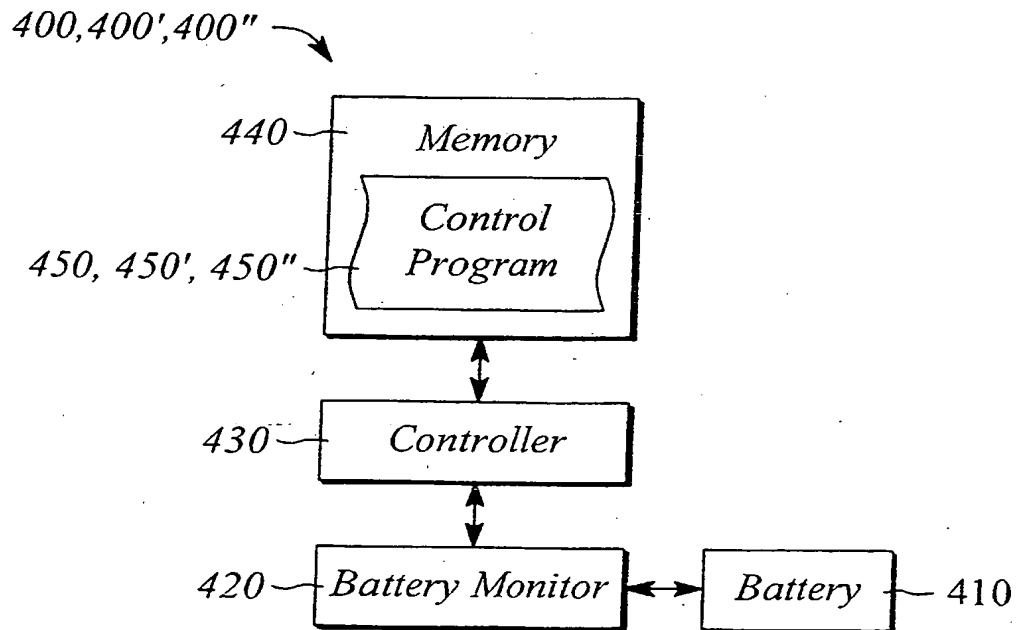 400,400',400"
440
Memory
Control
Program
450, 450', 450"
430
Controller
420
Battery Monitor
Battery
410